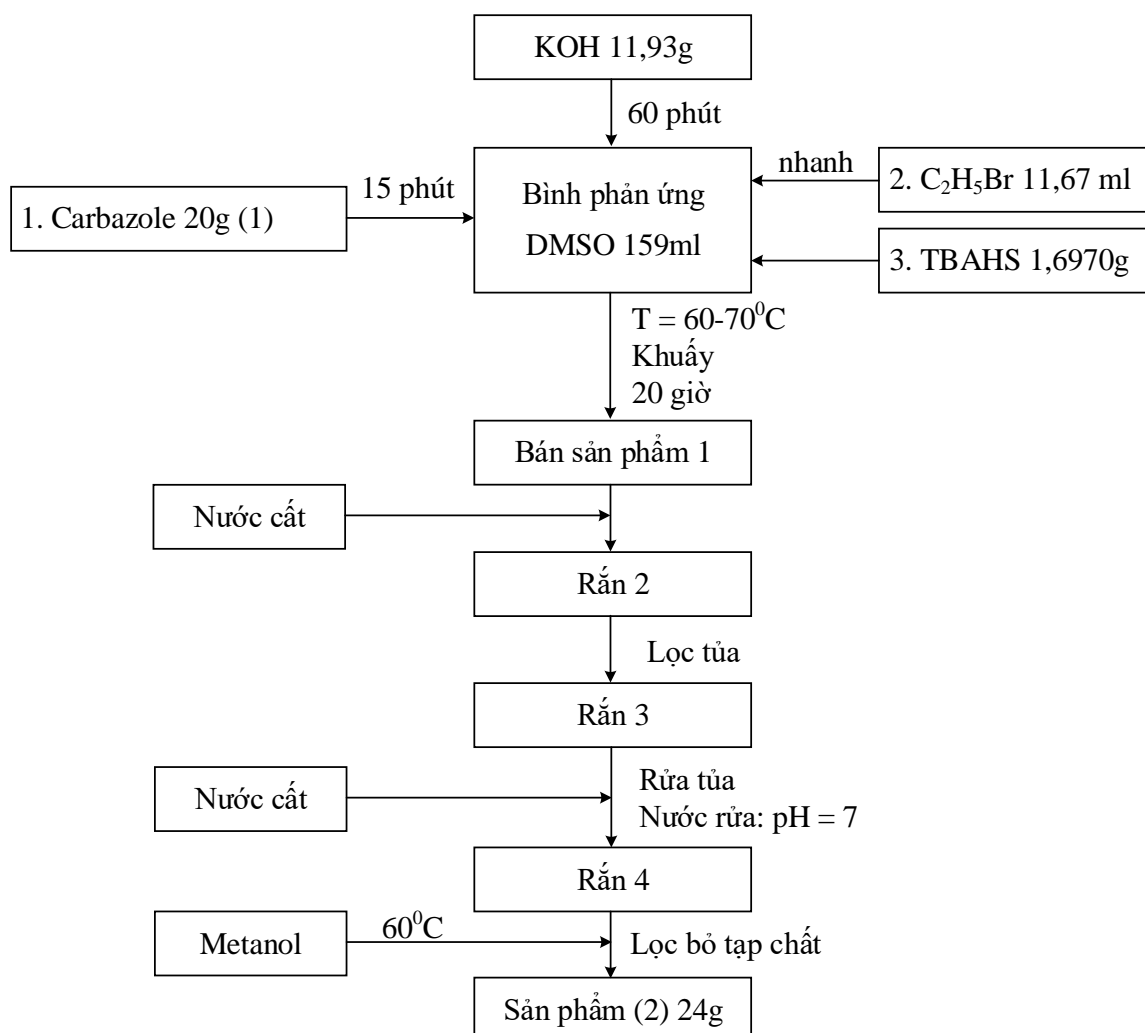 KOH 11,93g
60 phút
1. Carbazole 20g (1)
15 phút
Bình phản ứng
DMSO 159ml
nhanh
2. C₂H₅Br 11,67 ml
3. TBAHS 1,6970g
T = 60-70⁰C
Khuấy
20 giờ
Bán sản phẩm 1
Nước cất
Rắn 2
Lọc tủa
Rắn 3
Nước cất
Rửa tủa
Nước rửa: pH = 7
Rắn 4
Metanol
60⁰C
Lọc bỏ tạp chất
Sản phẩm (2) 24g